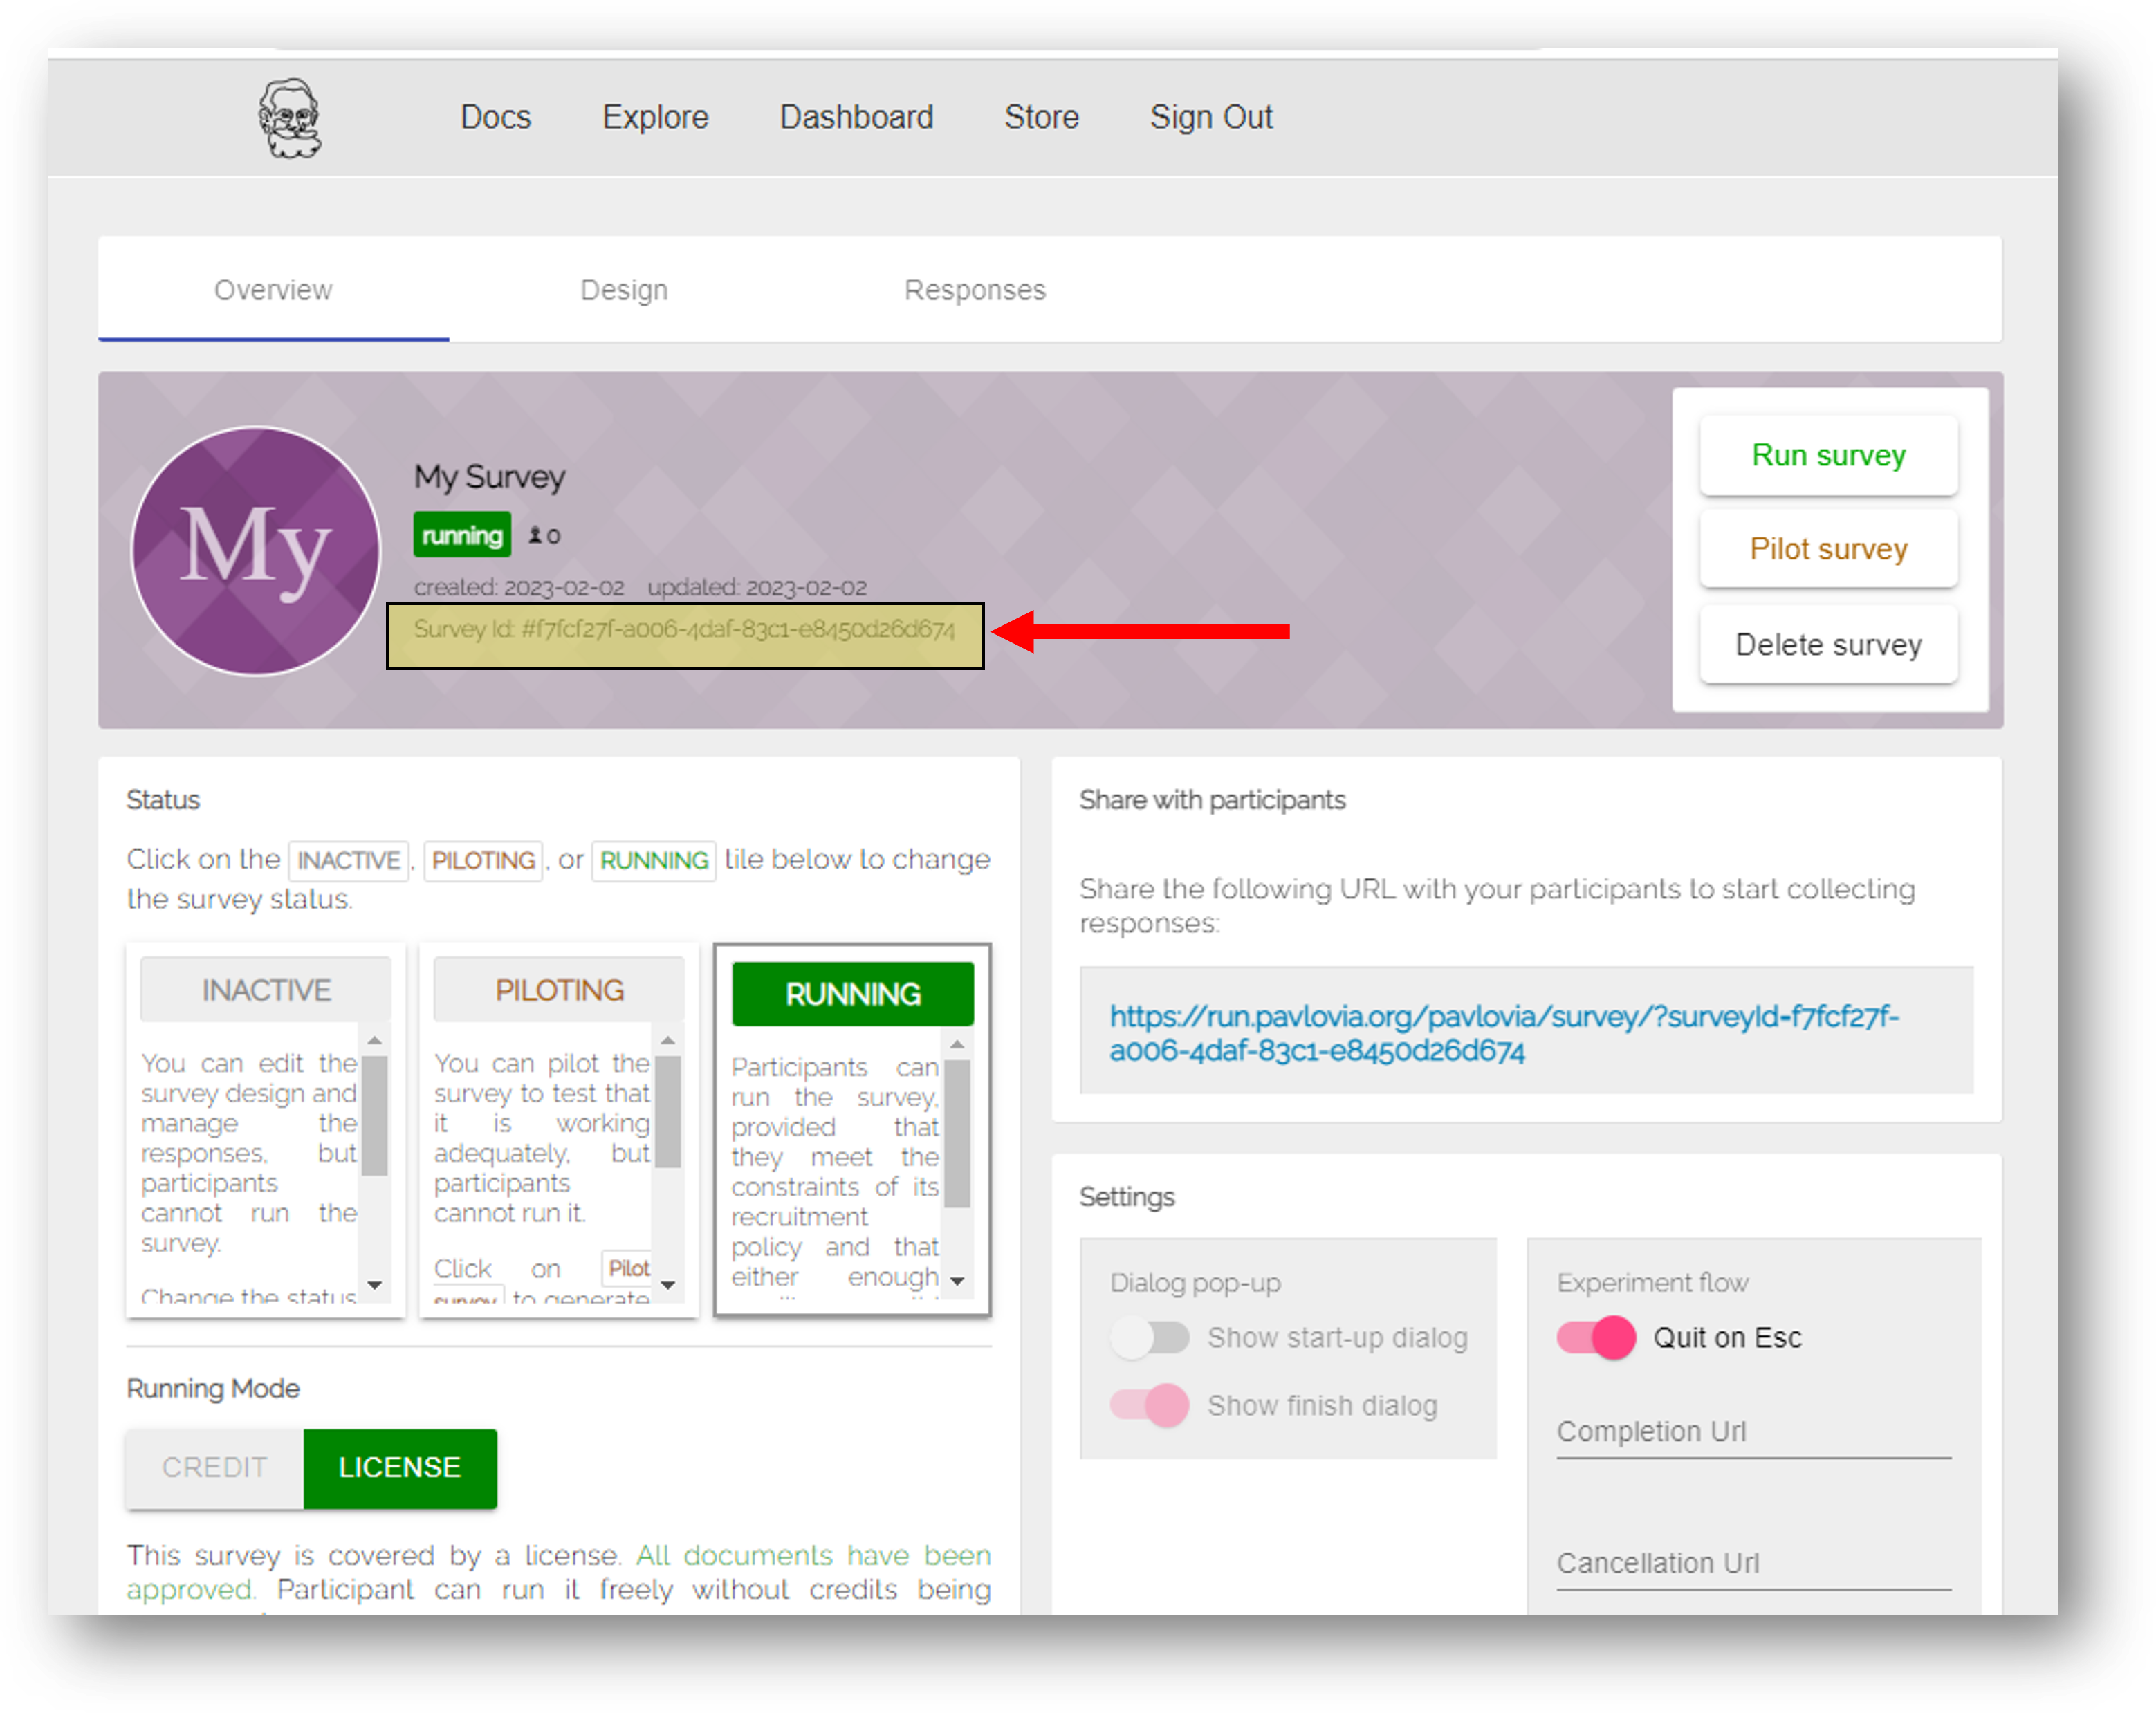 Docs Explore Dashboard Store Sign Out
Overview Design Responses
My
My Survey
running 0
created: 2023-02-02 updated: 2023-02-02
Survey Id: #f7fcf27f-a006-4daf-83c1-e8450d26d674
Run survey
Pilot survey
Delete survey
Status
Click on the INACTIVE, PILOTING, or RUNNING tile below to change
the survey status.
INACTIVE
You can edit the
survey design and
manage the
responses, but
participants
cannot run the
survey.
Change the status
PILOTING
You can pilot the
survey to test that
it is working
adequately, but
participants
cannot run it.
Click on Pilot
survey to generate
RUNNING
Participants can
run the survey,
provided that
they meet the
constraints of its
recruitment
policy and that
either enough
Running Mode
CREDIT LICENSE
This survey is covered by a license. All documents have been
approved. Participant can run it freely without credits being
Share with participants
Share the following URL with your participants to start collecting
responses:
https://run.pavlovia.org/pavlovia/survey/?surveyId=f7fcf27f-
a006-4daf-83c1-e8450d26d674
Settings
Dialog pop-up
Show start-up dialog
Show finish dialog
Experiment flow
Quit on Esc
Completion Url
Cancellation Url